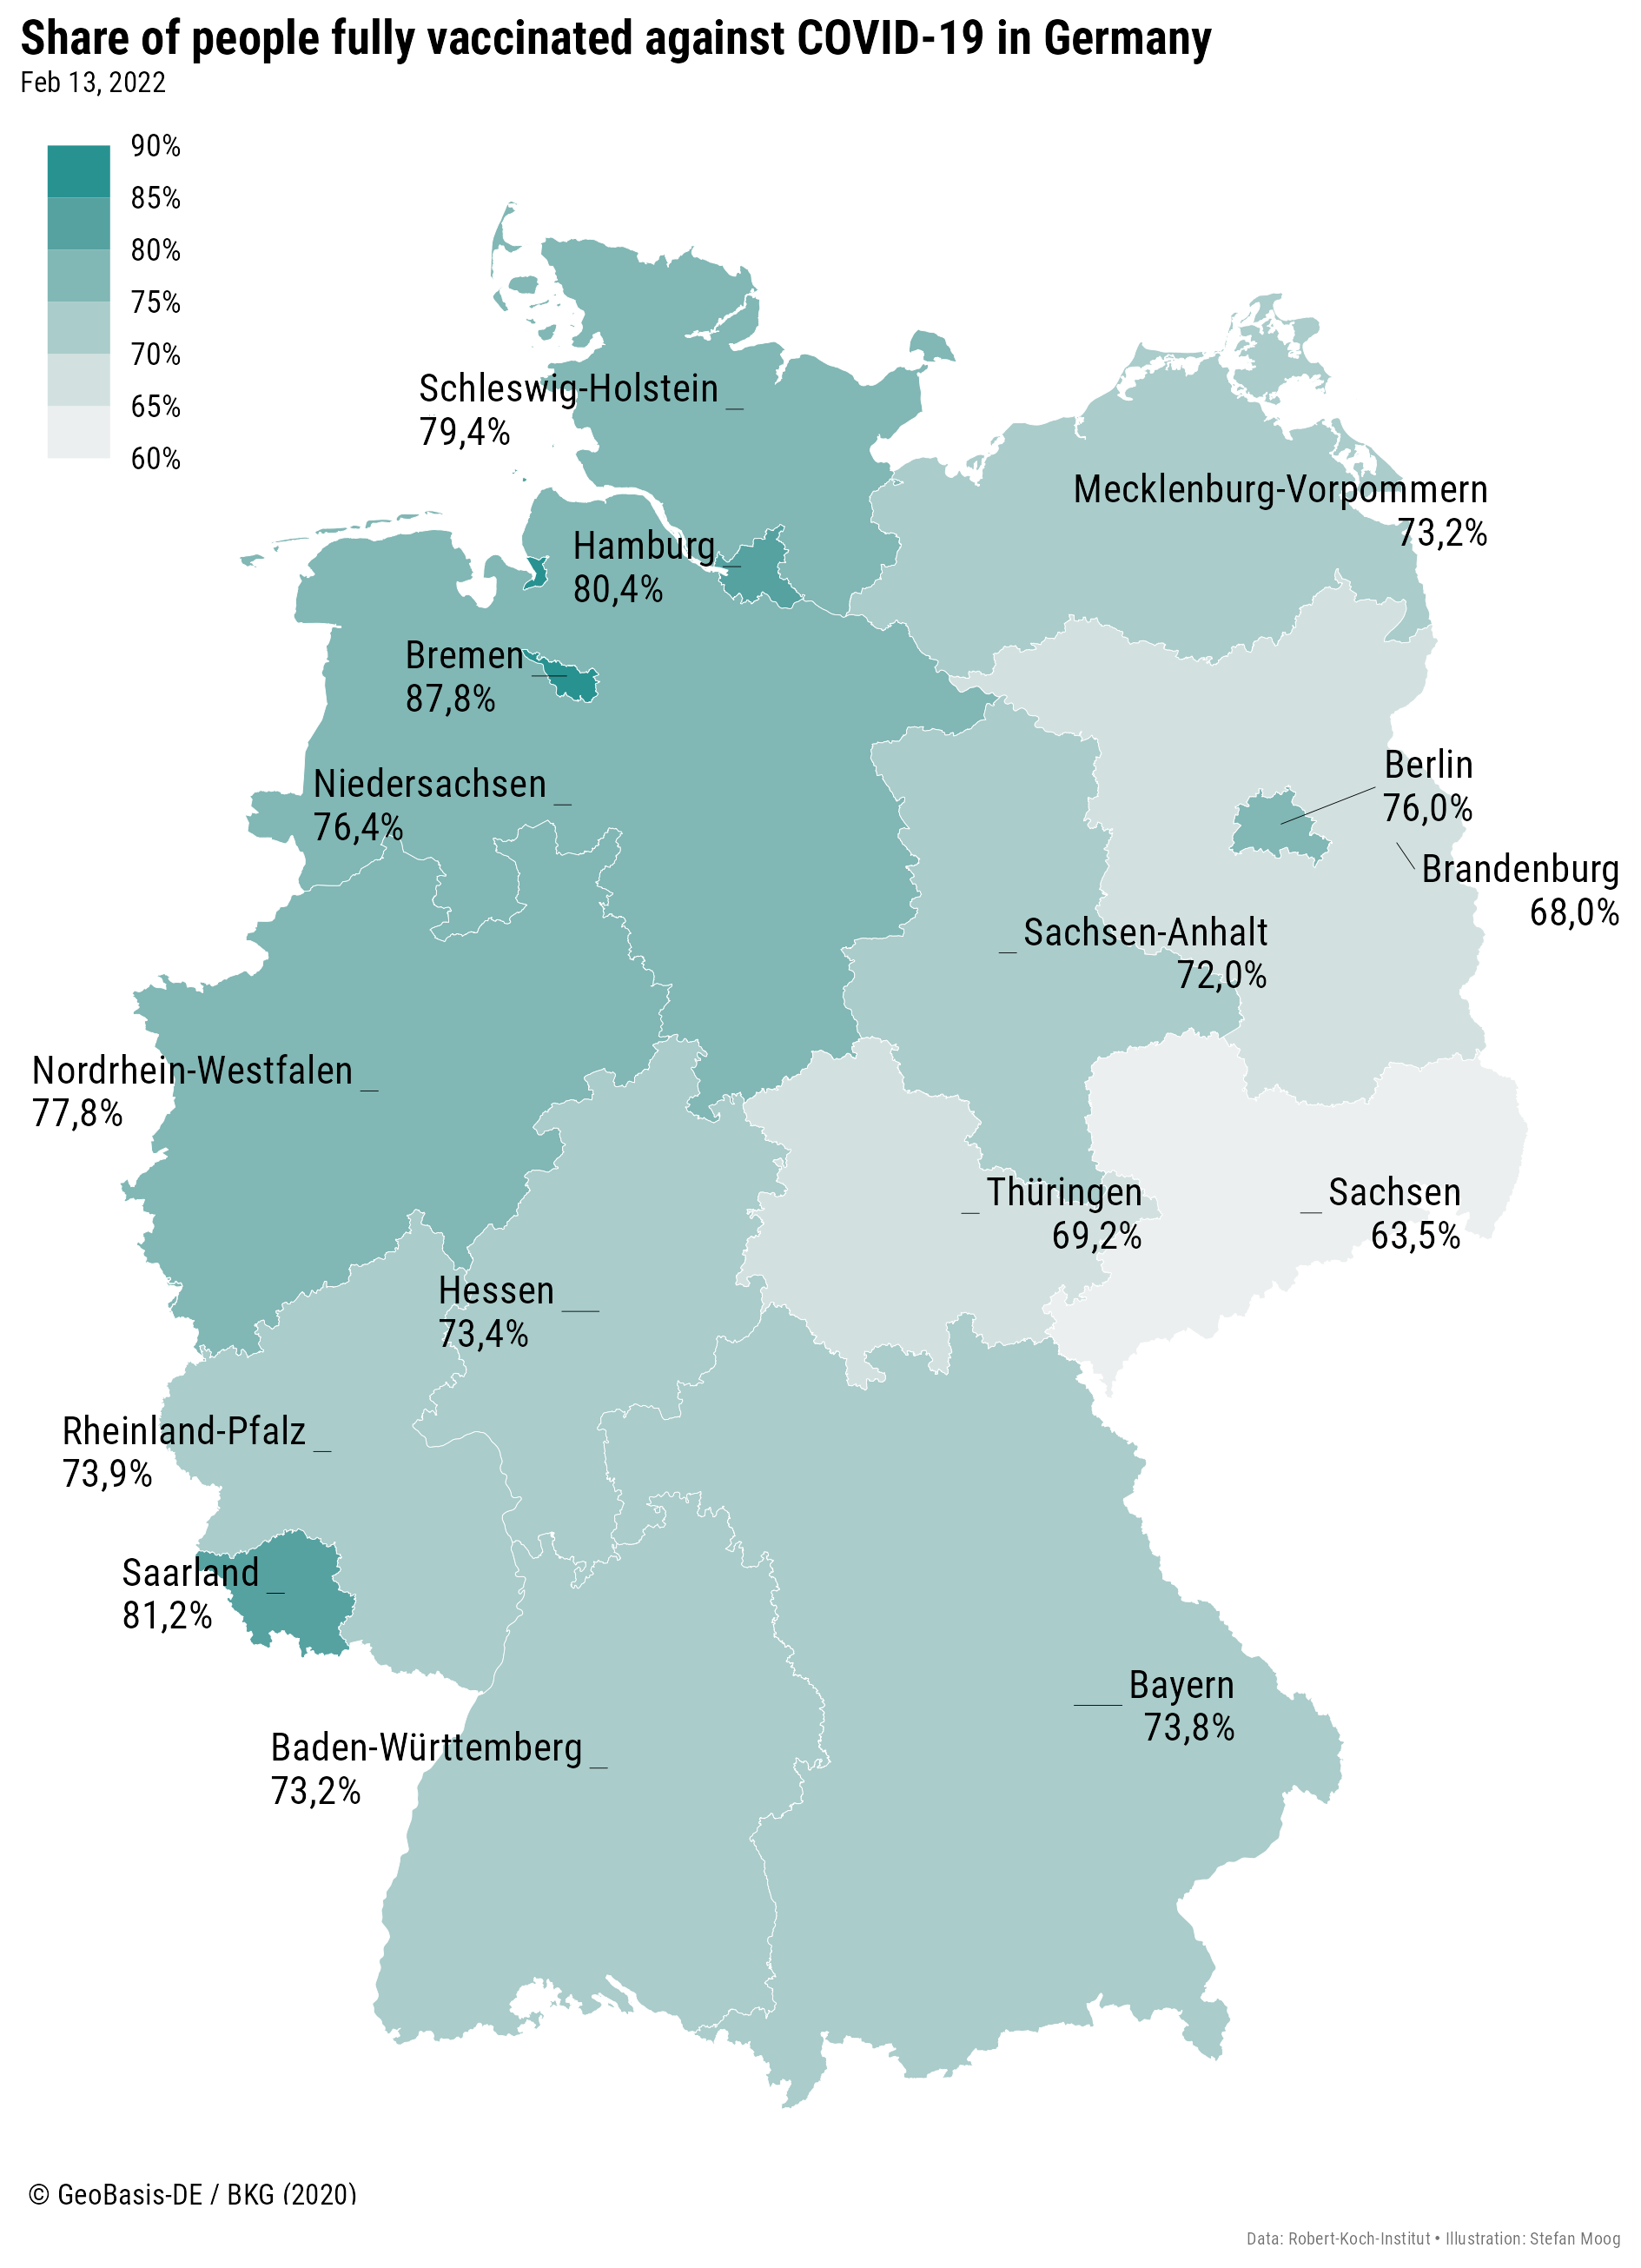 Share of people fully vaccinated against COVID-19 in Germany
Feb 13, 2022
90%
85%
80%
75%
70%
65%
60%
Schleswig-Holstein
79,4%
Mecklenburg-Vorpommern
73,2%
Hamburg
80,4%
Bremen
87,8%
Berlin
76,0%
Niedersachsen
76,4%
Brandenburg
68,0%
Sachsen-Anhalt
72,0%
Nordrhein-Westfalen
77,8%
Thüringen
69,2%
Sachsen
63,5%
Hessen
73,4%
Rheinland-Pfalz
73,9%
Saarland
81,2%
Bayern
73,8%
Baden-Württemberg
73,2%
© GeoBasis-DE / BKG (2020)
Data: Robert-Koch-Institut • Illustration: Stefan Moog